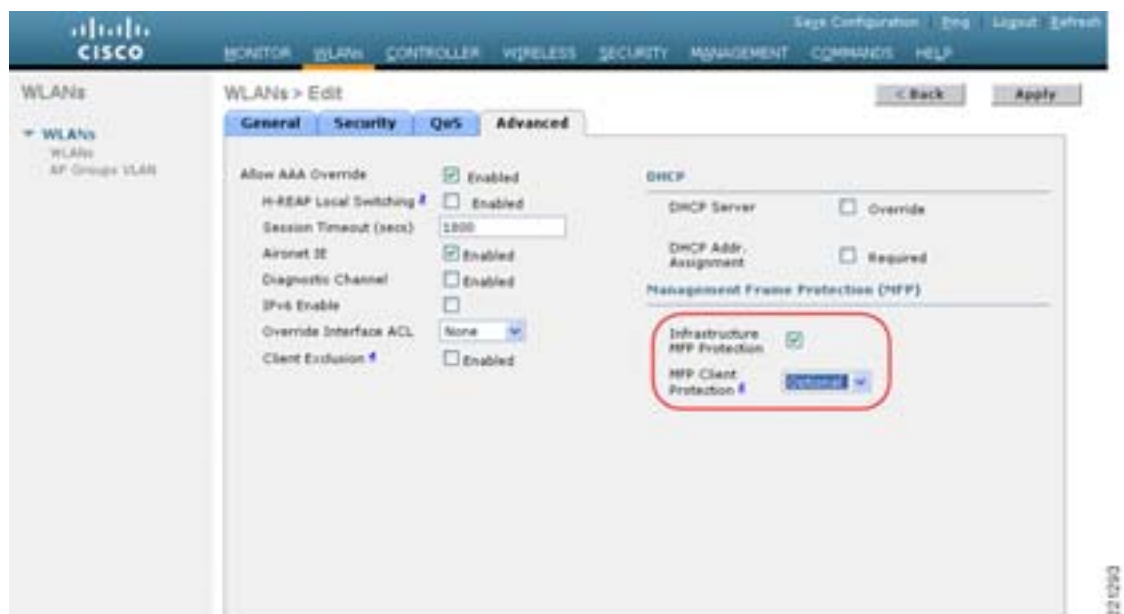 Save Configuration Ping Logout Refresh
CISCO
MONITOR WLANs CONTROLLER WIRELESS SECURITY MANAGEMENT COMMANDS HELP
WLANs
WLANs
WLANs
AP Groups VLAN
WLANs > Edit
< Back
Apply
General Security QoS Advanced
Allow AAA Override Enabled
H-REAP Local Switching Enabled
Session Timeout (secs) 1800
Aironet IE Enabled
Diagnostic Channel Enabled
IPv6 Enable
Override Interface ACL None
Client Exclusion Enabled
DHCP
DHCP Server Override
DHCP Addr. Assignment Required
Management Frame Protection (MFP)
Infrastructure MFP Protection
MFP Client Protection Optional
221293